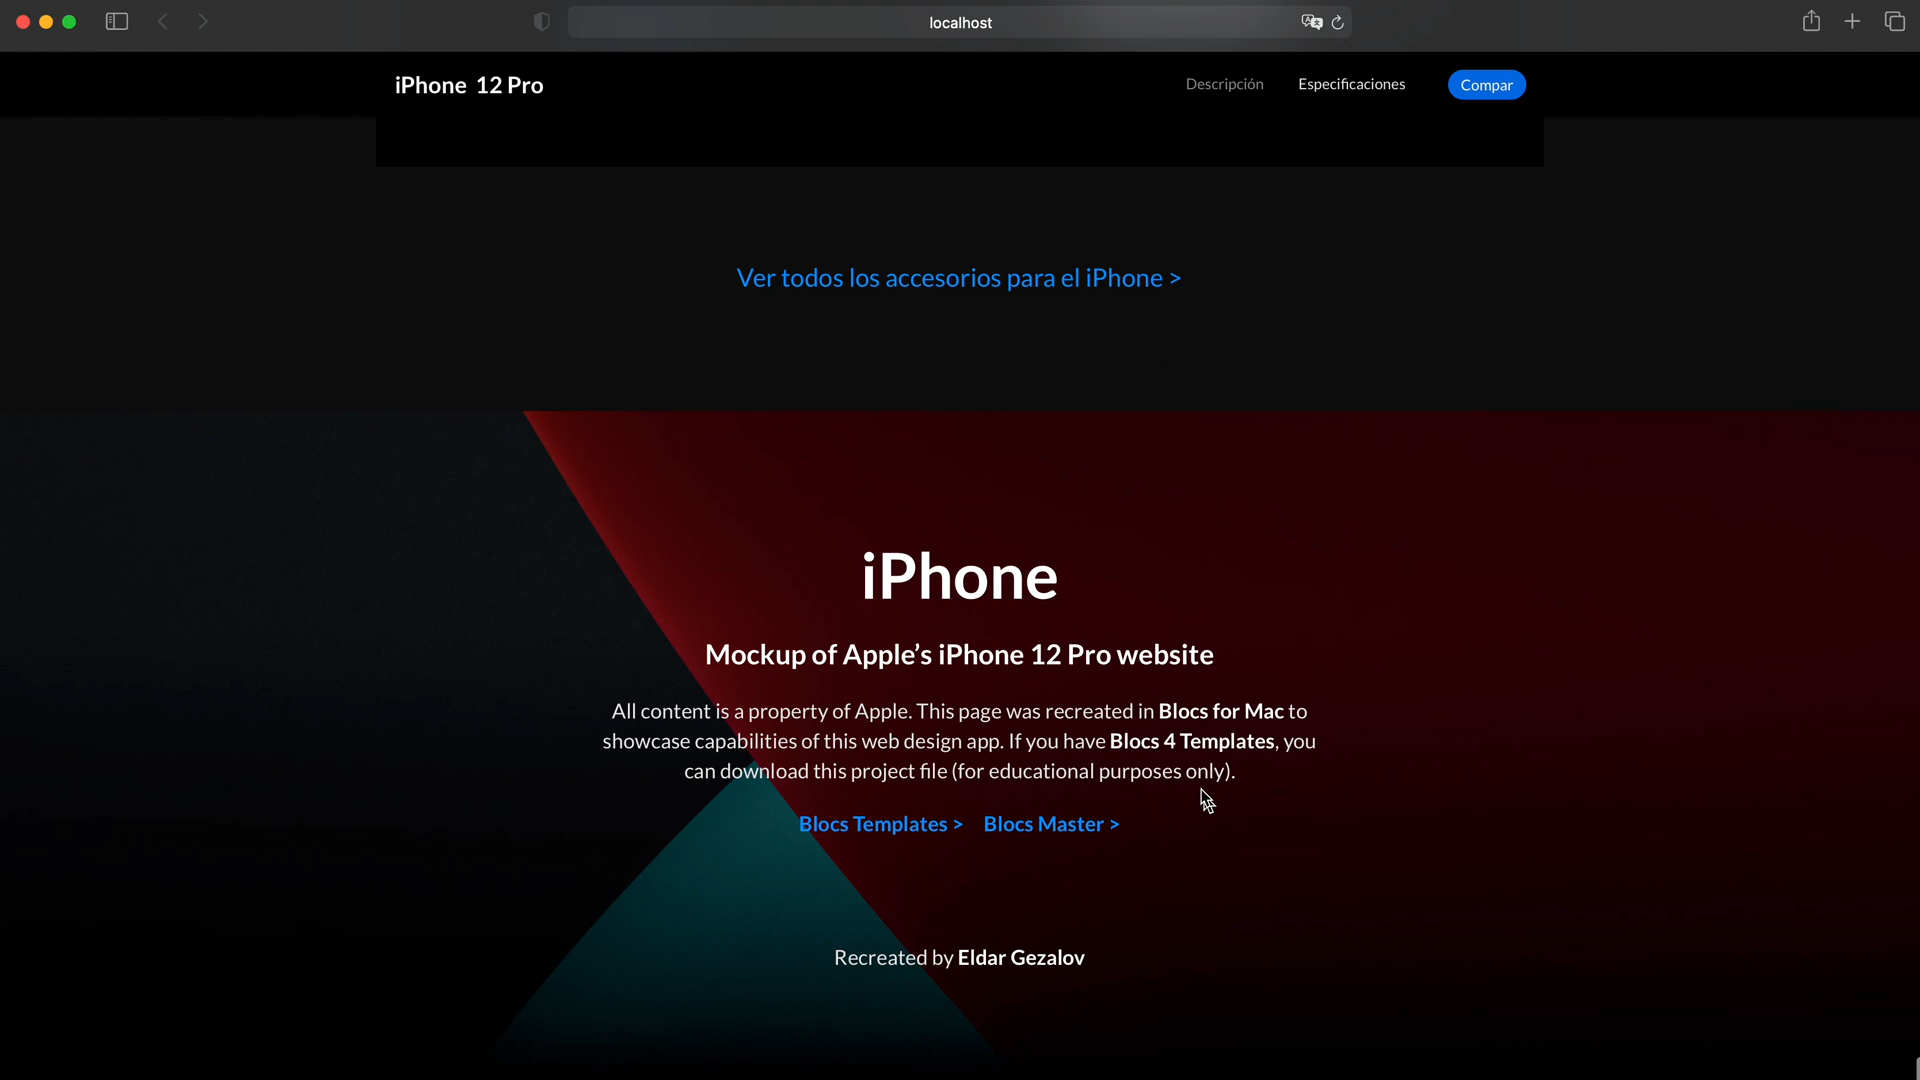 localhost
iPhone 12 Pro
Descripción
Especificaciones
Compar
Ver todos los accesorios para el iPhone >
iPhone
Mockup of Apple’s iPhone 12 Pro website
All content is a property of Apple. This page was recreated in Blocs for Mac to
showcase capabilities of this web design app. If you have Blocs 4 Templates, you
can download this project file (for educational purposes only).
Blocs Templates > Blocs Master >
Recreated by Eldar Gezalov